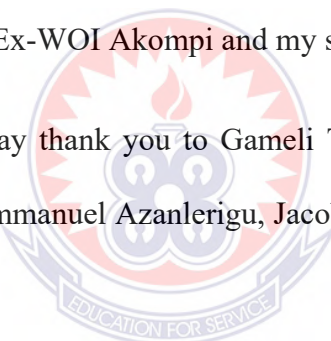 Ex-WOI Akompi and my s
ay thank you to Gameli
mmanuel Azanlerigu, Jacol
EDUCATION FOR SERVICE